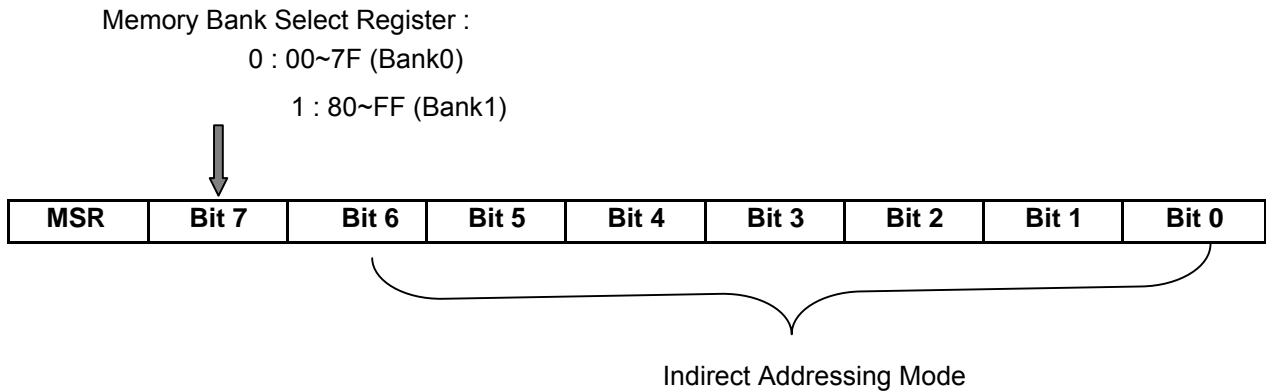 Memory Bank Select Register :
0 : 00~7F (Bank0)
1 : 80~FF (Bank1)
MSR Bit 7 Bit 6 Bit 5 Bit 4 Bit 3 Bit 2 Bit 1 Bit 0
Indirect Addressing Mode